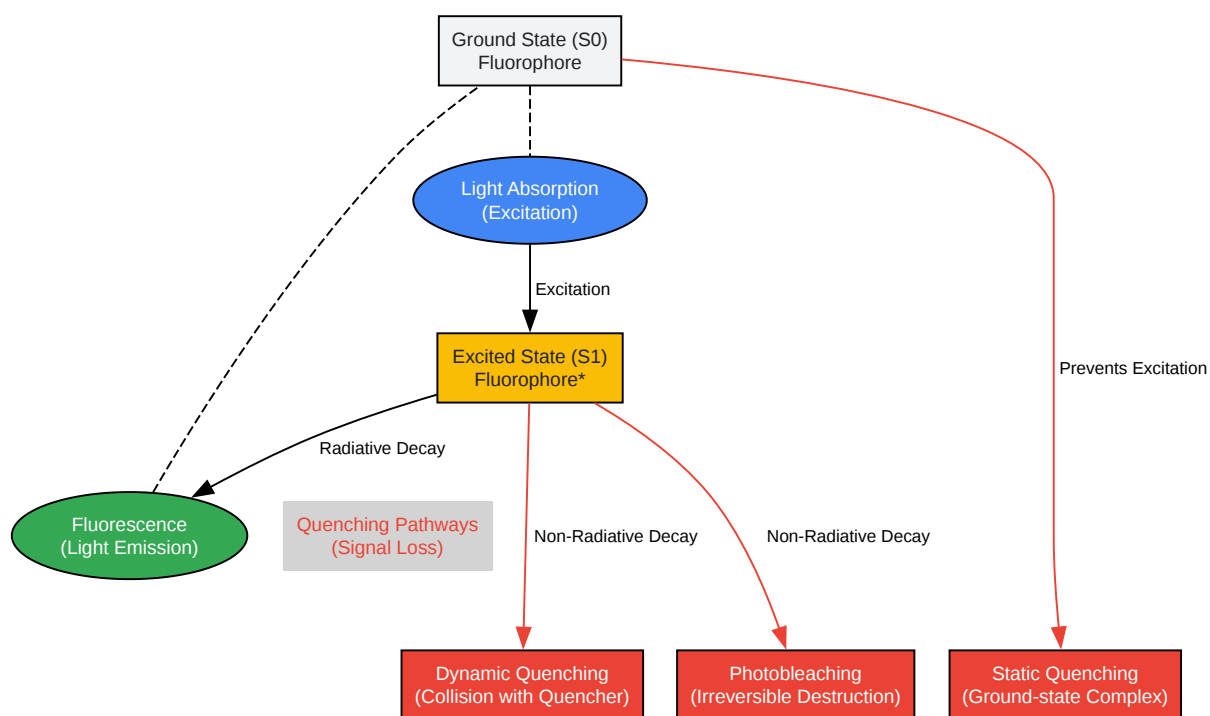 Ground State (S0)
Fluorophore
Light Absorption
(Excitation)
Excitation
Excited State (S1)
Fluorophore*
Prevents Excitation
Radiative Decay
Fluorescence
(Light Emission)
Quenching Pathways
(Signal Loss)
Non-Radiative Decay
Non-Radiative Decay
Dynamic Quenching
(Collision with Quencher)
Photobleaching
(Irreversible Destruction)
Static Quenching
(Ground-state Complex)